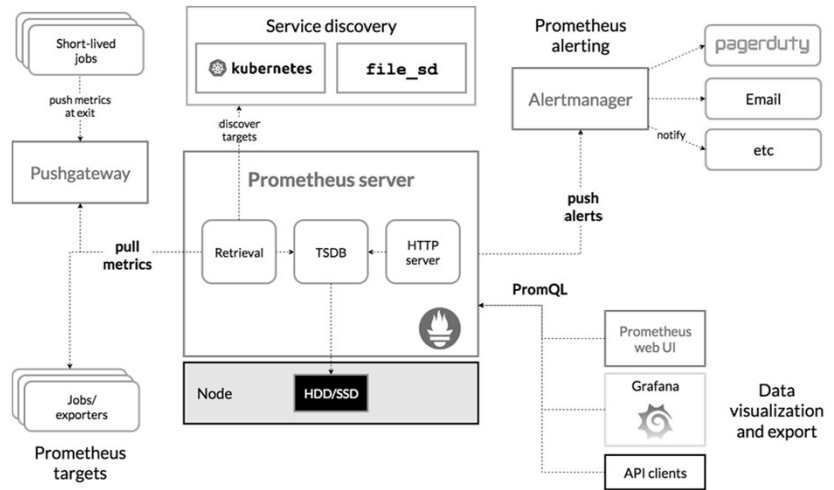 Short-lived
jobs
push metrics
at exit
Pushgateway
pull
metrics
Jobs/
exporters
Prometheus
targets
Service discovery
kubernetes
file_sd
discover
targets
Prometheus server
Retrieval
TSDB
HTTP
server
Node
HDD/SSD
Prometheus
alerting
Alertmanager
pagerduty
Email
notify
etc
push
alerts
PromQL
Prometheus
web UI
Grafana
API clients
Data
visualization
and export